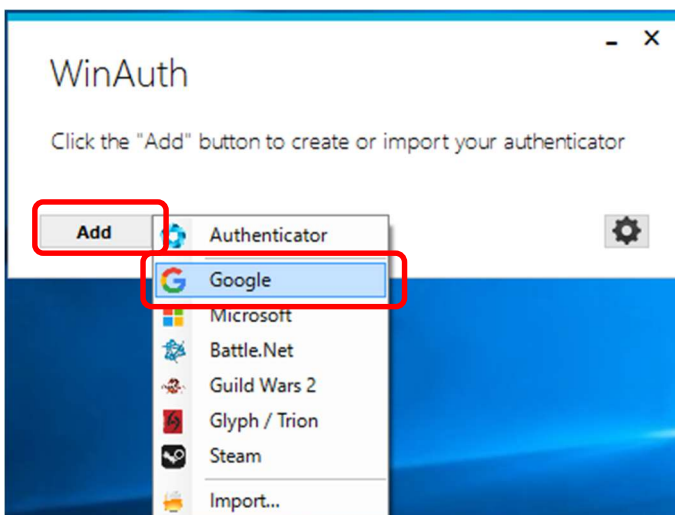 WinAuth
Click the "Add" button to create or import your authenticator
Add
Authenticator
Google
Microsoft
Battle.Net
Guild Wars 2
Glyph / Trion
Steam
Import...